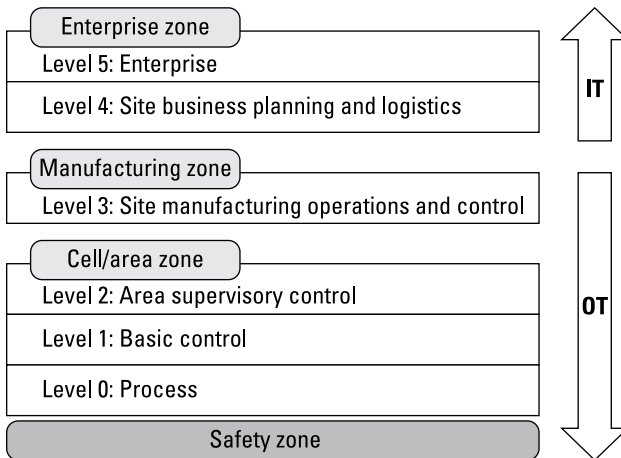 Enterprise zone
Level 5: Enterprise
Level 4: Site business planning and logistics
IT
Manufacturing zone
Level 3: Site manufacturing operations and control
Cell/area zone
Level 2: Area supervisory control
OT
Level 1: Basic control
Level 0: Process
Safety zone